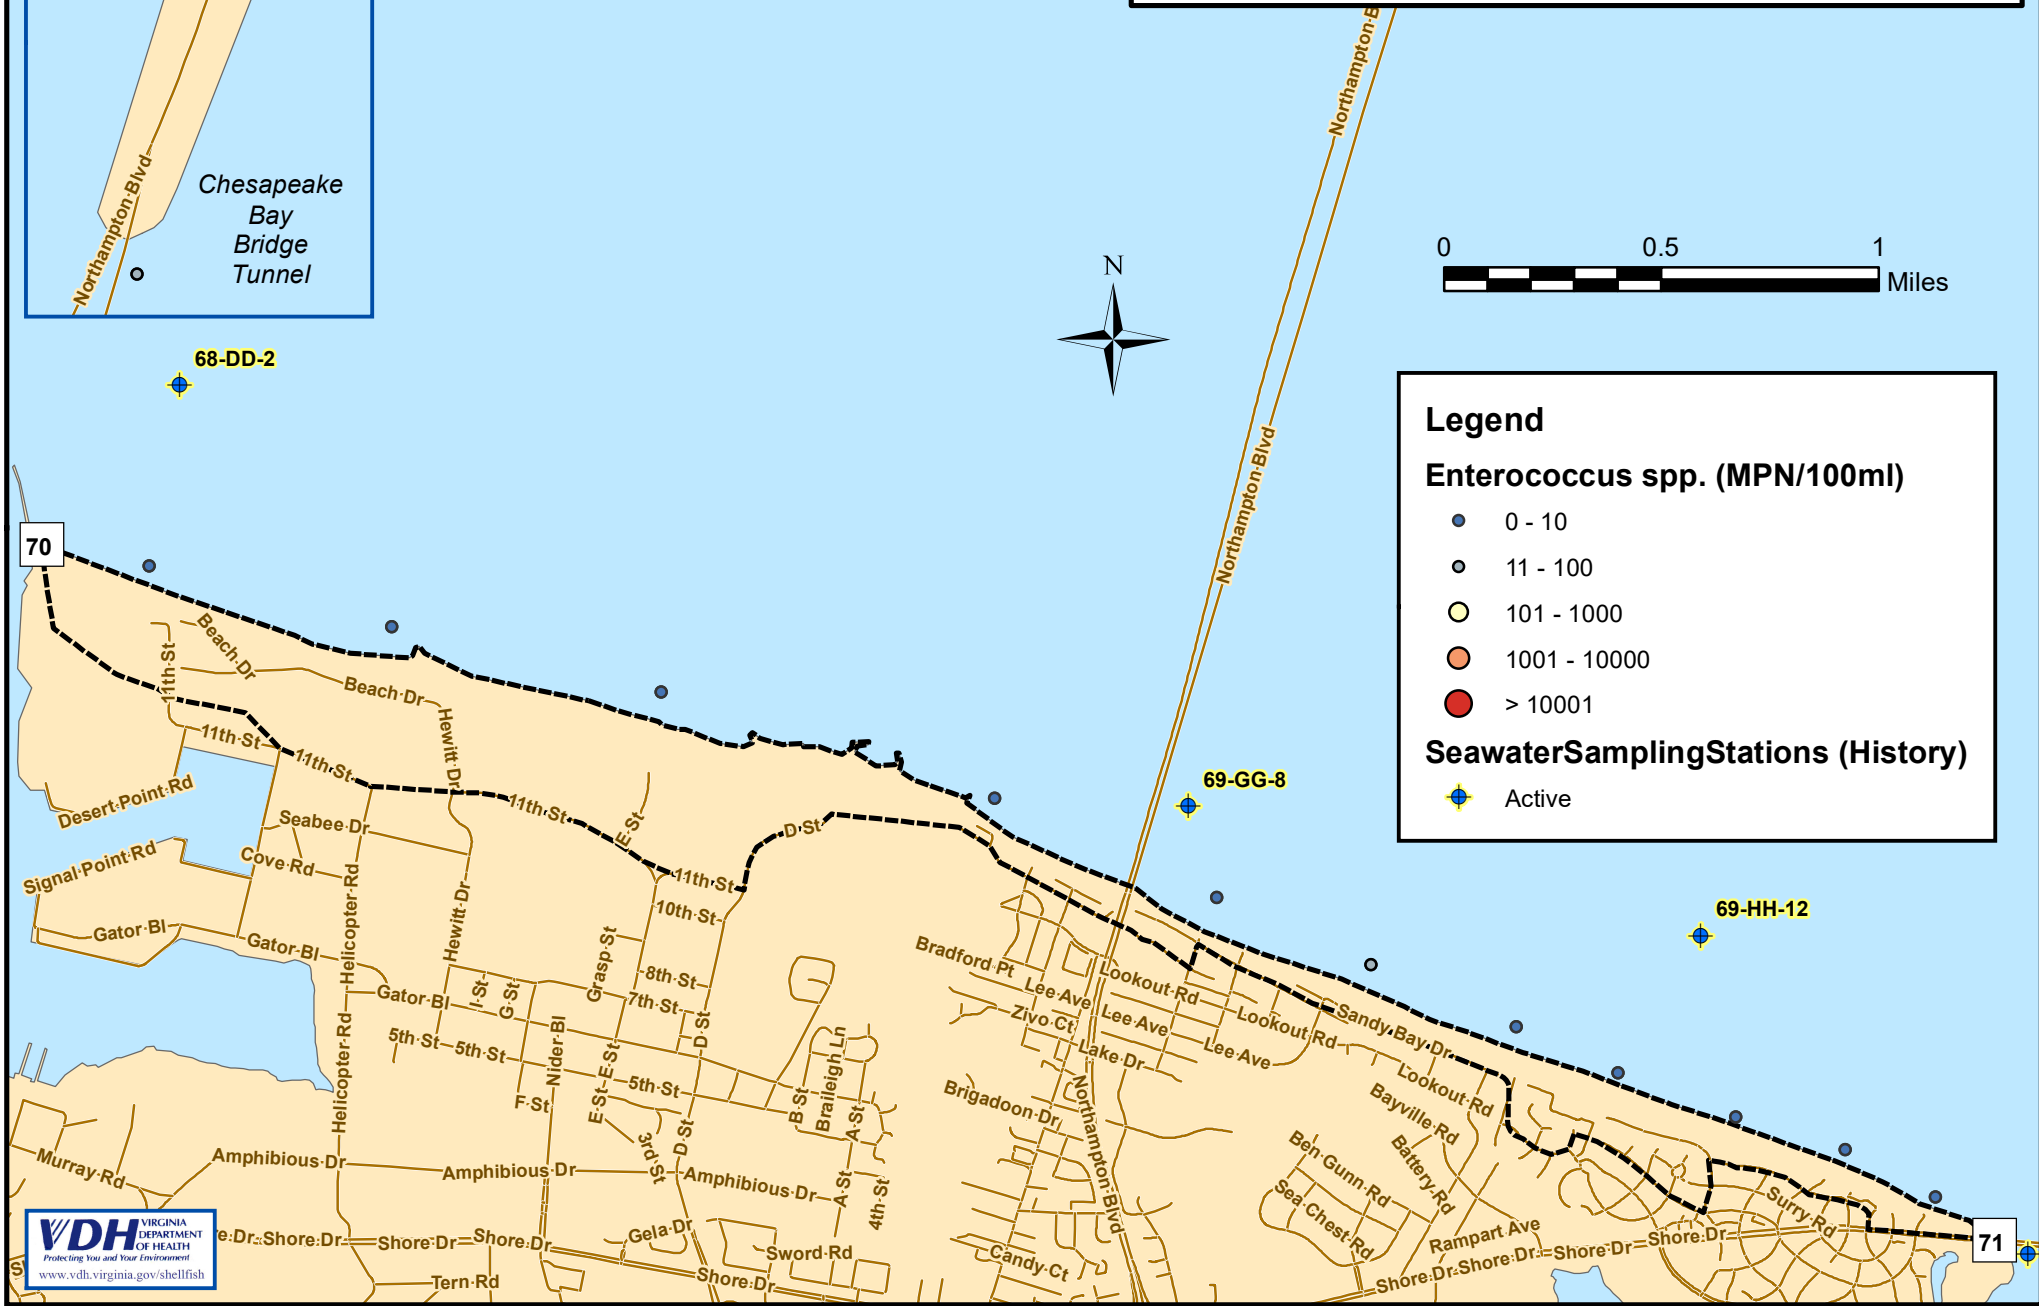 Northampton Blvd
Chesapeake
Bay
Bridge
Tunnel
Northampton B
N
0 0.5 1
Miles
68-DD-2
Northampton Blvd
Legend
Enterococcus spp. (MPN/100ml)
0 - 10
11 - 100
101 - 1000
1001 - 10000
> 10001
SeawaterSamplingStations (History)
Active
70
69-GG-8
69-HH-12
71
Beach Dr
11th St
Beach Dr
Hewitt Dr
11th St
11th St
Desert Point Rd
11th St
E St
D St
Seabee Dr
Signal Point Rd
Cove Rd
Helicopter Rd
11th St
10th St
Hewitt Dr
Gator Bl
Gator Bl
Grasp St
8th St
Bradford Pt
Lookout Rd
Lee Ave
Gator Bl
I St
G St
7th St
Zivo Ct
Lee Ave
Lookout Rd
Sandy Bay Dr
Helicopter Rd
5th St
5th St
Nider Bl
E St
D St
Braileigh Ln
Lake Dr
Lee Ave
Lookout Rd
5th St
B St
A St
F St
E St
Brigadoon Dr
Northampton Blvd
Bayville Rd
3rd St
D St
Ben Gunn Rd
Battery Rd
Murray Rd
Amphibious Dr
Amphibious Dr
Amphibious Dr
A St
4th St
Sea Chest Rd
Surry Rd
Rampart Ave
re Dr
Shore Dr
Shore Dr
Shore Dr
Gela Dr
Sword Rd
Candy Ct
Shore Dr
Shore Dr
Shore Dr
Shore Dr
Tern Rd
Shore Dr
Sh
VDH VIRGINIA
DEPARTMENT
OF HEALTH
Protecting You and Your Environment
www.vdh.virginia.gov/shellfish